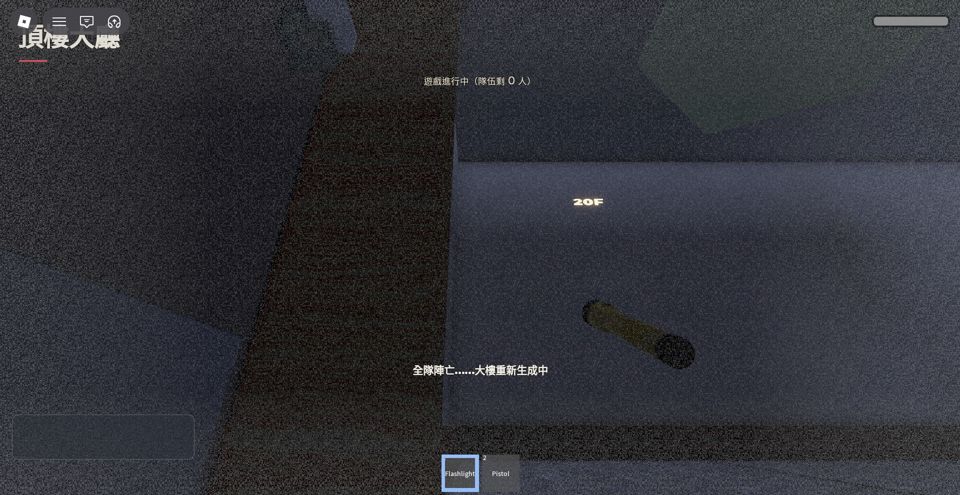 頂樓大廳
遊戲進行中（隊伍剩 0 人）
20F
全隊陣亡......大樓重新生成中
2
Flashlight
Pistol